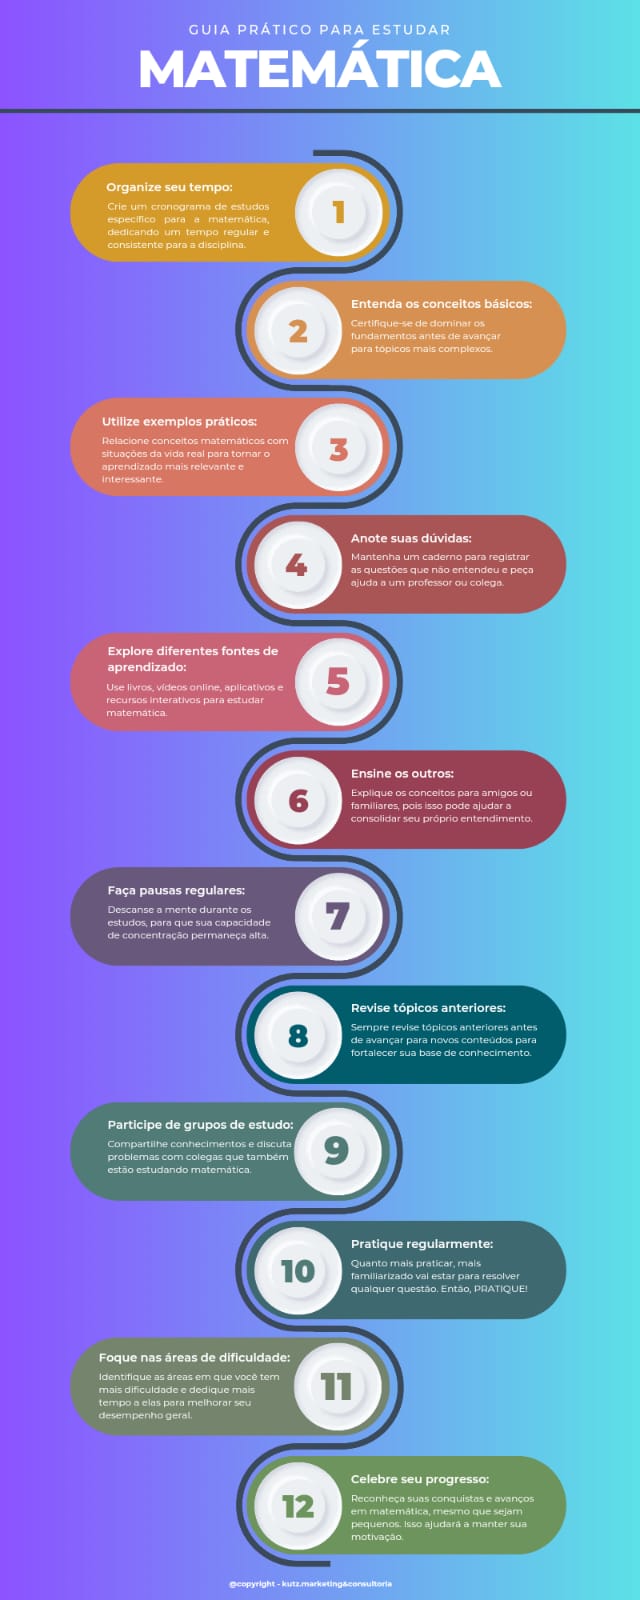 GUIA PRÁTICO PARA ESTUDAR
MATEMÁTICA
Organize seu tempo:
Crie um cronograma de estudos
específico para a matemática,
dedicando um tempo regular e
consistente para a disciplina.
1
2
Entenda os conceitos básicos:
Certifique-se de dominar os
fundamentos antes de avançar
para tópicos mais complexos.
Utilize exemplos práticos:
Relacione conceitos matemáticos com
situações da vida real para tornar o
aprendizado mais relevante e
interessante.
3
4
Anote suas dúvidas:
Mantenha um caderno para registrar
as questões que não entendeu e peça
ajuda a um professor ou colega.
Explore diferentes fontes de
aprendizado:
Use livros, vídeos online, aplicativos e
recursos interativos para estudar
matemática.
5
6
Ensine os outros:
Explique os conceitos para amigos ou
familiares, pois isso pode ajudar a
consolidar seu próprio entendimento.
Faça pausas regulares:
Descanse a mente durante os
estudos, para que sua capacidade
de concentração permaneça alta.
7
8
Revise tópicos anteriores:
Sempre revise tópicos anteriores antes
de avançar para novos conteúdos para
fortalecer sua base de conhecimento.
Participe de grupos de estudo:
Compartilhe conhecimentos e discuta
problemas com colegas que também
estão estudando matemática.
9
10
Pratique regularmente:
Quanto mais praticar, mais
familiarizado vai estar para resolver
qualquer questão. Então, PRATIQUE!
Foque nas áreas de dificuldade:
Identifique as áreas em que você tem
mais dificuldade e dedique mais
tempo a elas para melhorar seu
desempenho geral.
11
12
Celebre seu progresso:
Reconheça suas conquistas e avanços
em matemática, mesmo que sejam
pequenos. Isso ajudará a manter sua
motivação.
@copyright - kutz.marketing&consultoria